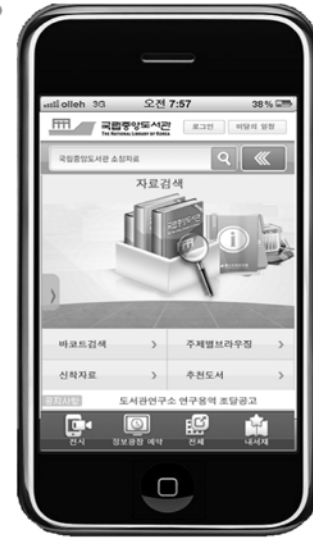 olleh 3G 오전 7:57 38 %
국립중앙도서관 로그인 이달의 일정
THE NATIONAL LIBRARY OF KOREA
국립중앙도서관 소장자료
자료검색
바코드검색 주제별브라우징
신착자료 추천도서
공지사항 도서관연구소 연구용역 조달공고
전시 정보광장 예약 전체 내서재